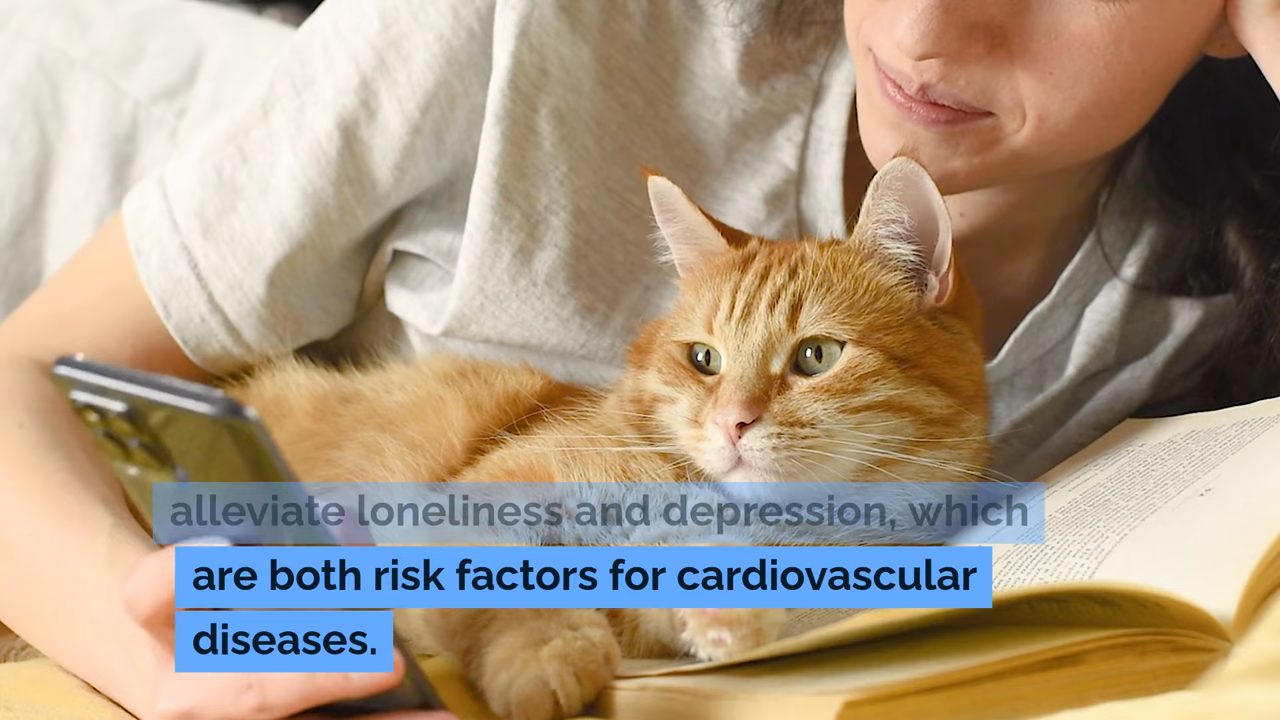 alleviate loneliness and depression, which
are both risk factors for cardiovascular
diseases.